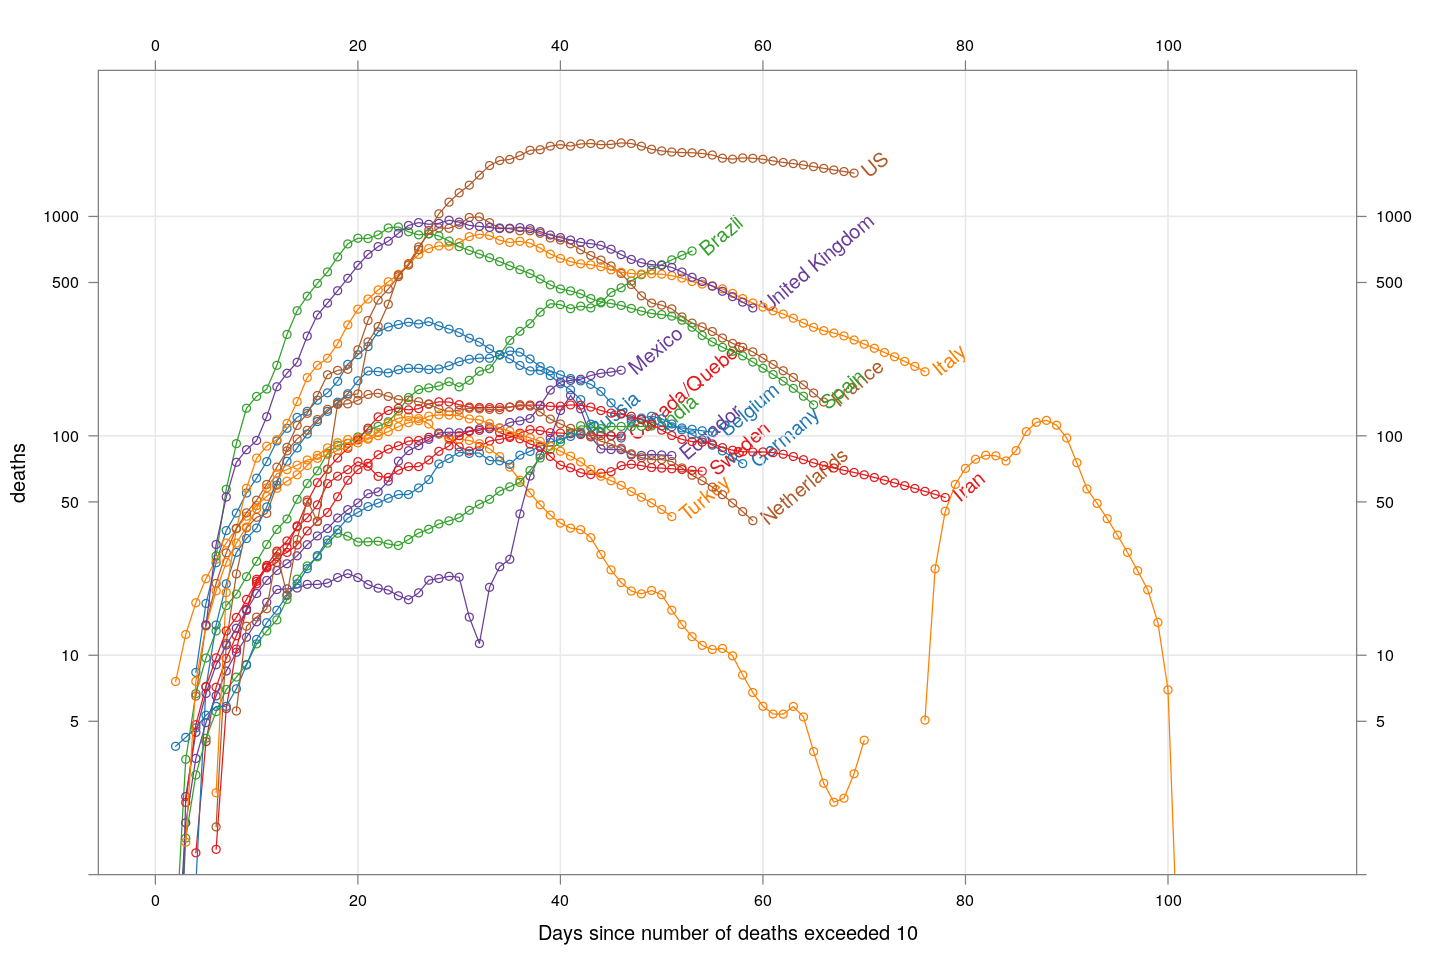 0 20 40 60 80 100
US
1000 1000
Brazil
United Kingdom
500 500
Mexico
Italy
France
Spain
Canada/Quebec
Belgium
India
Ecuador
Germany
100 100
Sweden
Netherlands
Iran
Turkey
50 50
deaths
10 10
5 5
0 20 40 60 80 100
Days since number of deaths exceeded 10